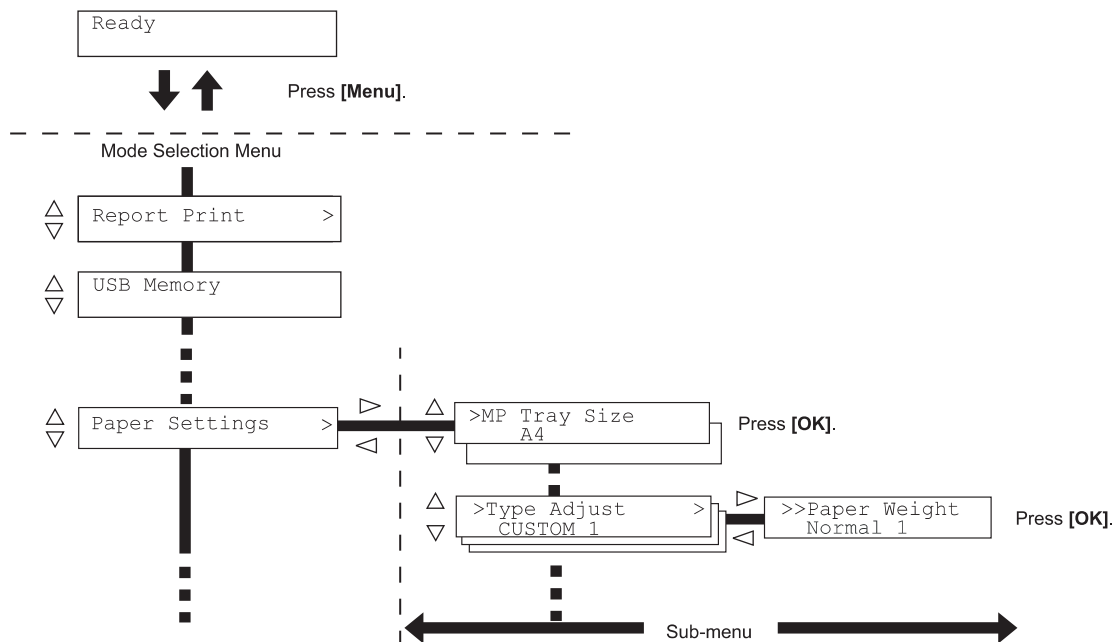 Ready
Press [Menu].
Mode Selection Menu
Report Print >
USB Memory
Paper Settings >
>MP Tray Size
A4
Press [OK].
>Type Adjust >
CUSTOM 1
>>Paper Weight
Normal 1
Press [OK].
Sub-menu